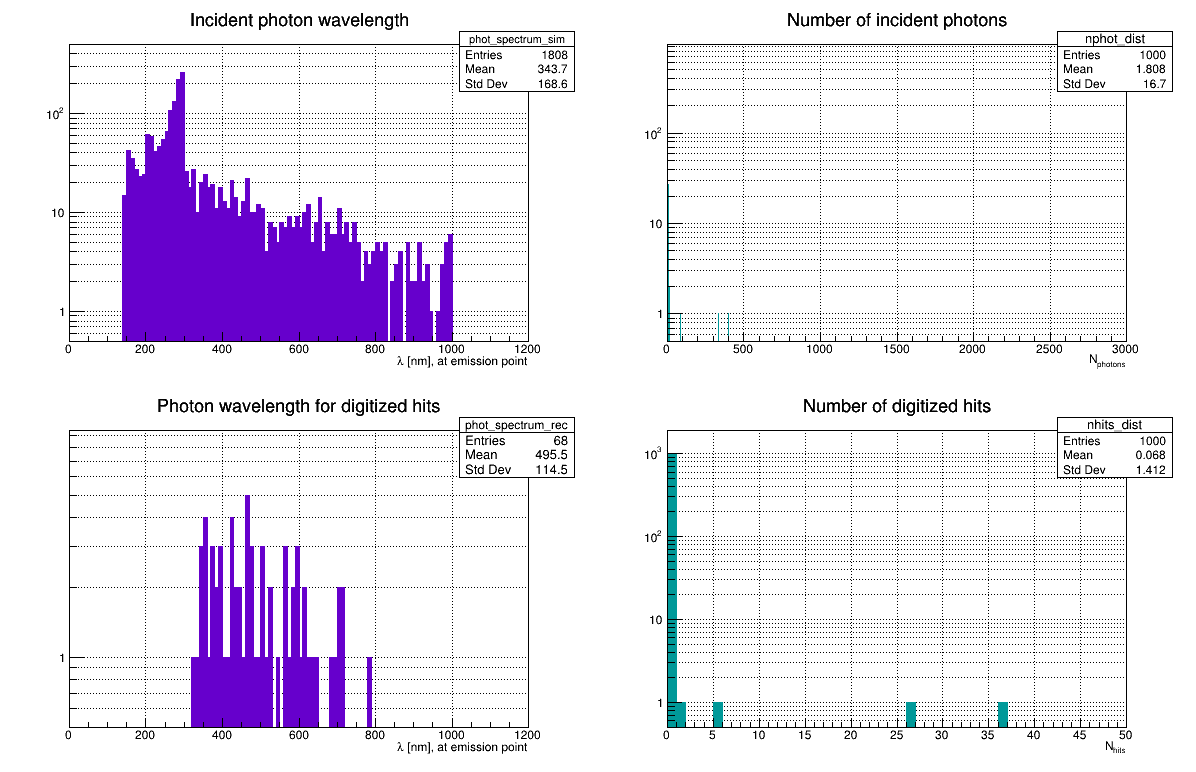 Incident photon wavelength
phot_spectrum_sim
Entries 1808
Mean 343.7
Std Dev 168.6
10²
10
1
0 200 400 600 800 1000 1200
λ [nm], at emission point
Number of incident photons
nphot_dist
Entries 1000
Mean 1.808
Std Dev 16.7
10²
10
1
0 500 1000 1500 2000 2500 3000
N_photons
Photon wavelength for digitized hits
phot_spectrum_rec
Entries 68
Mean 495.5
Std Dev 114.5
1
0 200 400 600 800 1000 1200
λ [nm], at emission point
Number of digitized hits
nhits_dist
Entries 1000
Mean 0.068
Std Dev 1.412
10³
10²
10
1
0 5 10 15 20 25 30 35 40 45 50
N_hits